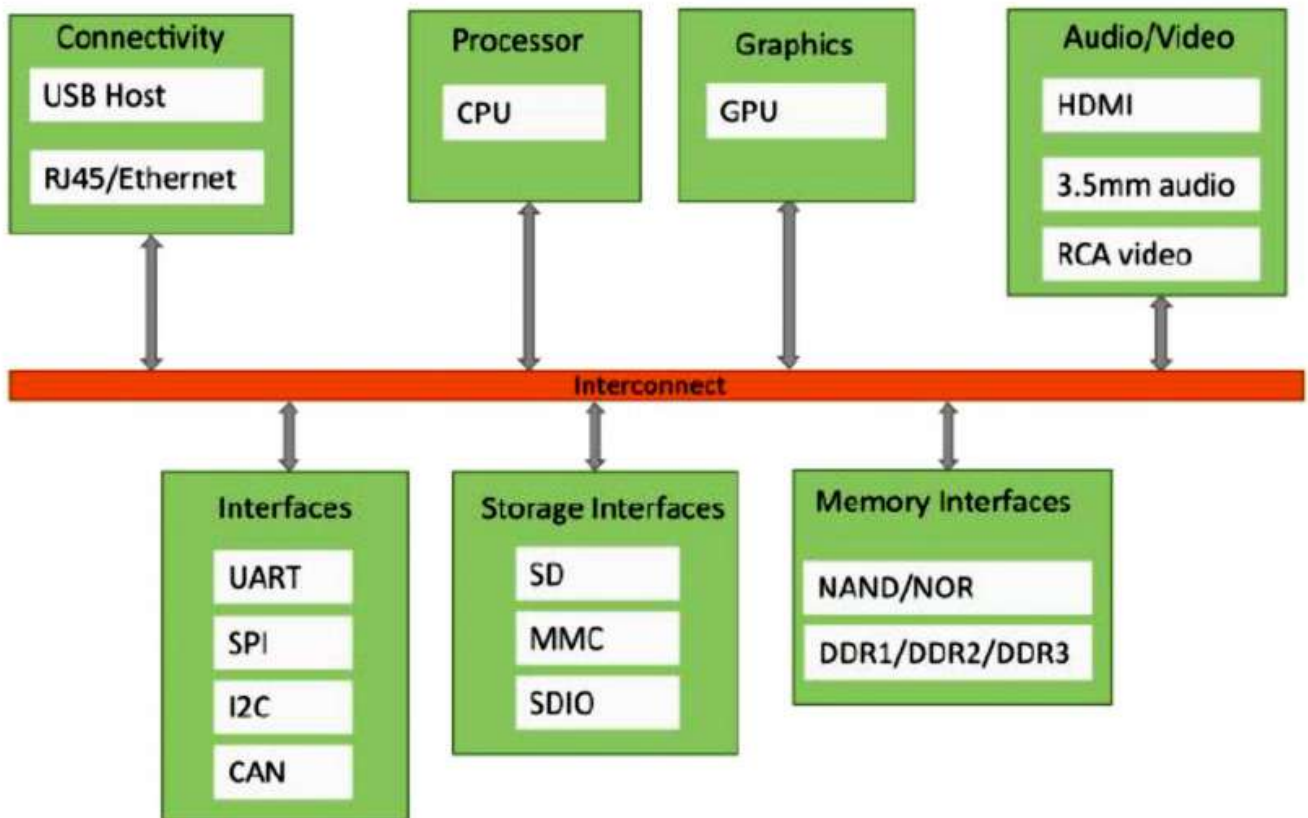 Connectivity
USB Host
RJ45/Ethernet
Processor
CPU
Graphics
GPU
Audio/Video
HDMI
3.5mm audio
RCA video
Interconnect
Interfaces
UART
SPI
I2C
CAN
Storage Interfaces
SD
MMC
SDIO
Memory Interfaces
NAND/NOR
DDR1/DDR2/DDR3